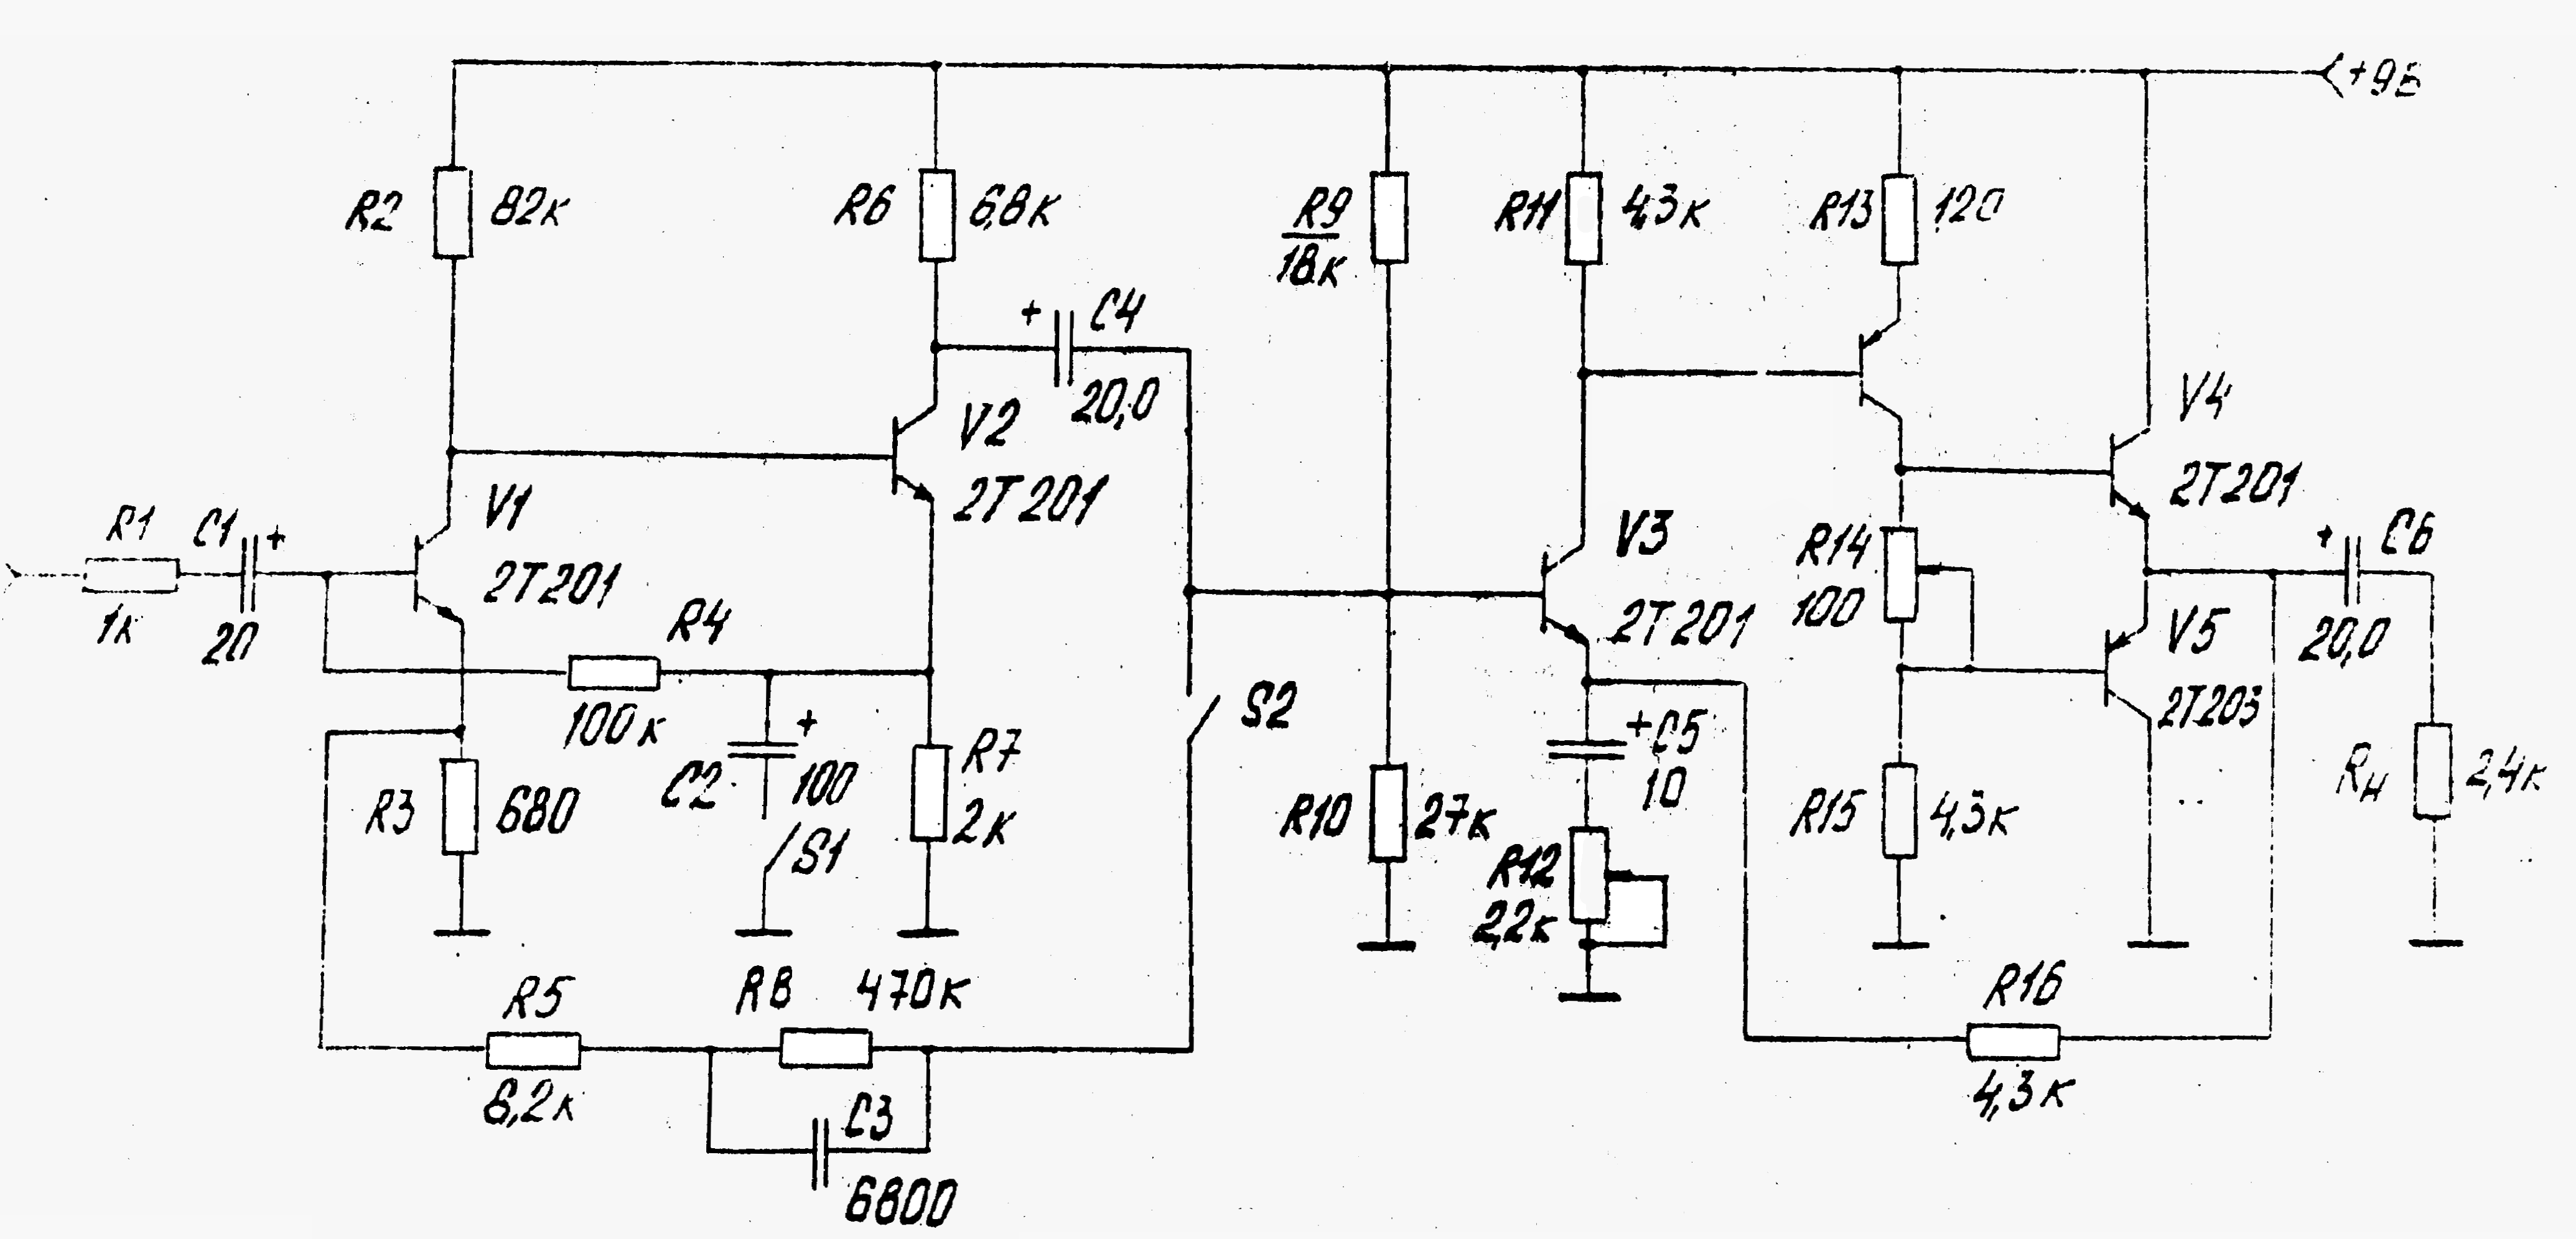 +9В
R2 82к
R6 6,8к
R9
18к
R11 4,3к
R13 120
C4
+
20,0
V2
2Т201
V4
2Т201
R1
1к
C1 +
20
V1
2Т201
R4
100к
V3
2Т201
R14
100
C6
+
20,0
V5
2Т203
S2
R3 680
C2
+
100
S1
R7
2к
R10 27к
+C5
10
R12
2,2к
R15 4,3к
Rн 2,4к
R5
6,2к
R8 470к
C3
6800
R16
4,3к